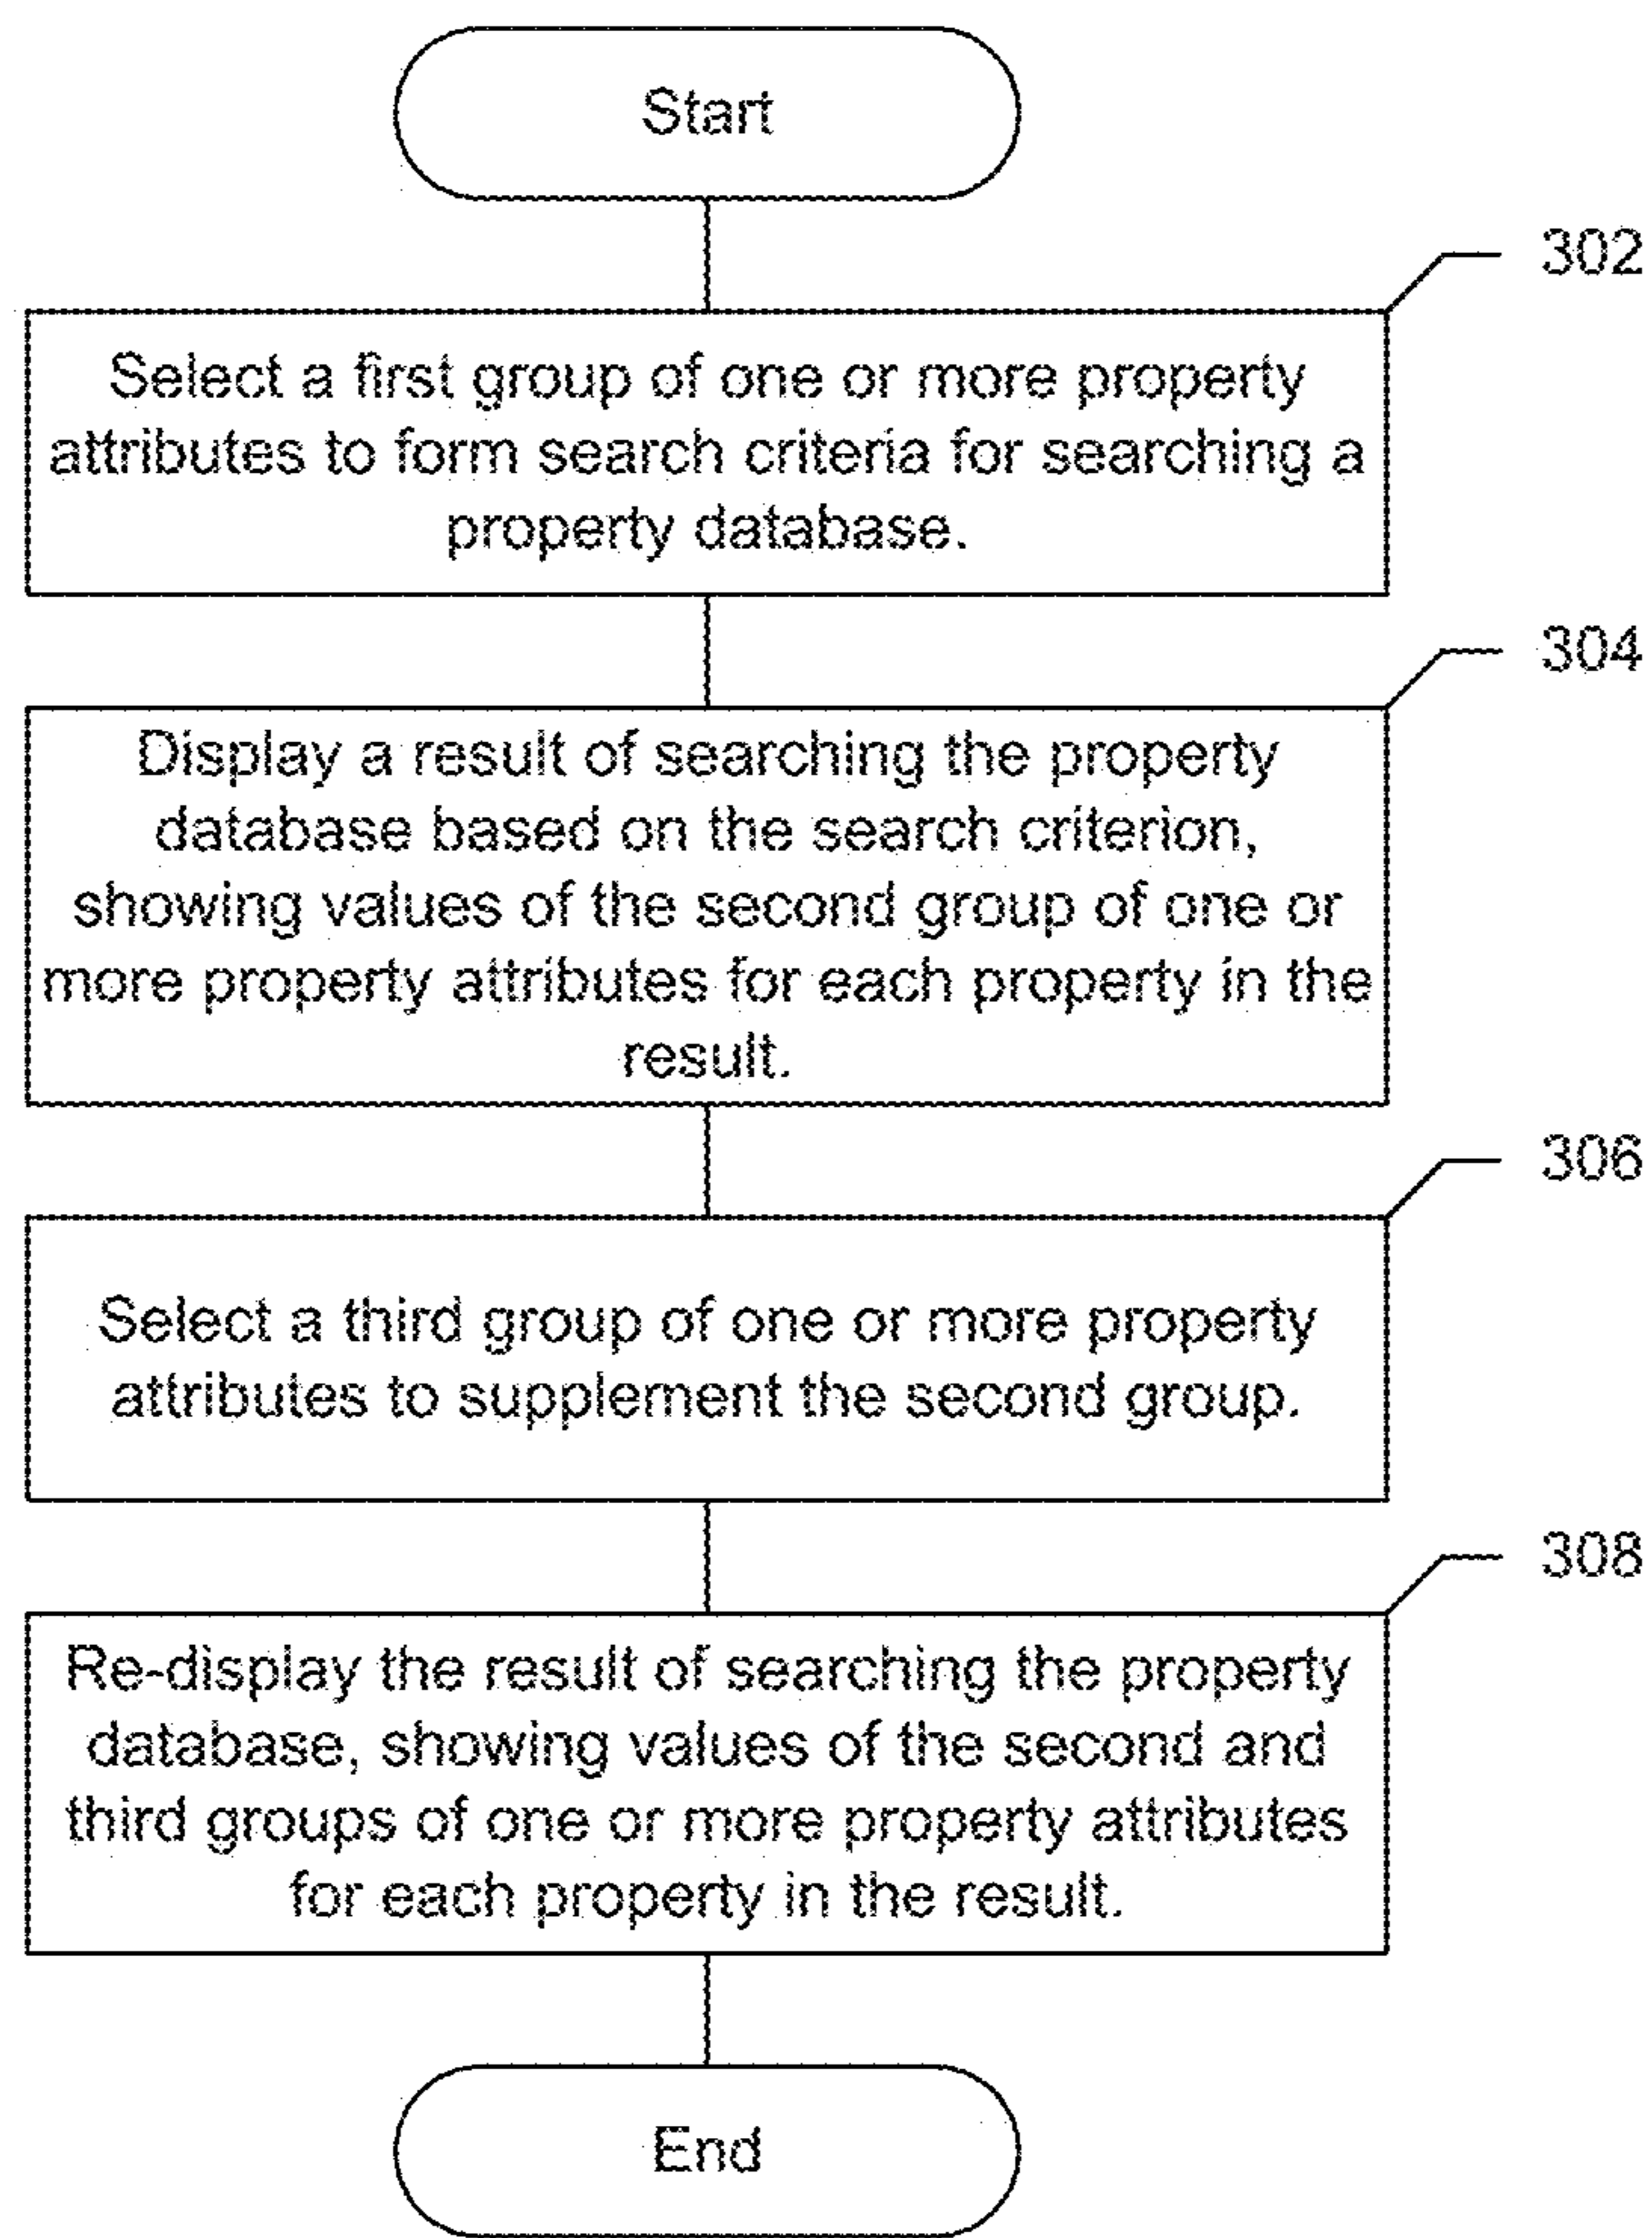 Start
302
Select a first group of one or more property
attributes to form search criteria for searching a
property database.
304
Display a result of searching the property
database based on the search criterion,
showing values of the second group of one or
more property attributes for each property in the
result.
306
Select a third group of one or more property
attributes to supplement the second group.
308
Re-display the result of searching the property
database, showing values of the second and
third groups of one or more property attributes
for each property in the result.
End